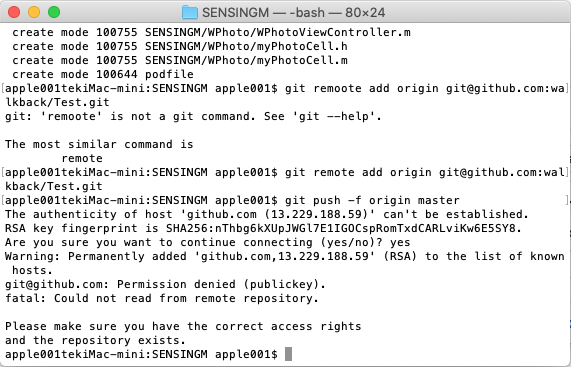 SENSINGM — -bash — 80×24
 create mode 100755 SENSINGM/WPhoto/WPhotoViewController.m
 create mode 100755 SENSINGM/WPhoto/myPhotoCell.h
 create mode 100755 SENSINGM/WPhoto/myPhotoCell.m
 create mode 100644 podfile
[apple001tekiMac-mini:SENSINGM apple001$ git remoote add origin git@github.com:wa]
lkback/Test.git
git: 'remoote' is not a git command. See 'git --help'.
The most similar command is
        remote
[apple001tekiMac-mini:SENSINGM apple001$ git remote add origin git@github.com:wal]
kback/Test.git
[apple001tekiMac-mini:SENSINGM apple001$ git push -f origin master]
The authenticity of host 'github.com (13.229.188.59)' can't be established.
RSA key fingerprint is SHA256:nThbg6kXUpJWGl7E1IGOCspRomTxdCARLviKw6E5SY8.
Are you sure you want to continue connecting (yes/no)? yes
Warning: Permanently added 'github.com,13.229.188.59' (RSA) to the list of known
 hosts.
git@github.com: Permission denied (publickey).
fatal: Could not read from remote repository.
Please make sure you have the correct access rights
and the repository exists.
apple001tekiMac-mini:SENSINGM apple001$